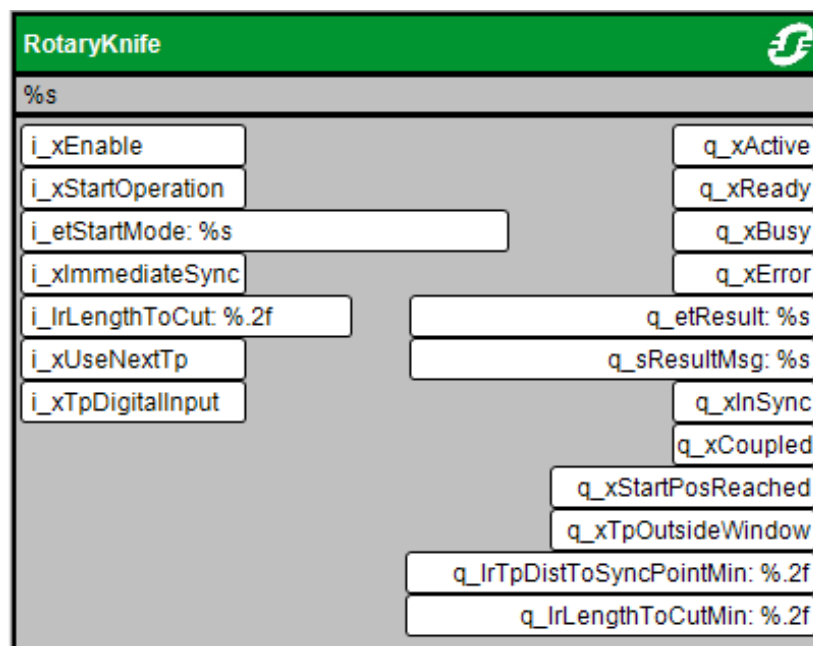 RotaryKnife
%s
i_xEnable
q_xActive
i_xStartOperation
q_xReady
i_etStartMode: %s
q_xBusy
i_xImmediateSync
q_xError
i_lrLengthToCut: %.2f
q_etResult: %s
i_xUseNextTp
q_sResultMsg: %s
i_xTpDigitalInput
q_xInSync
q_xCoupled
q_xStartPosReached
q_xTpOutsideWindow
q_lrTpDistToSyncPointMin: %.2f
q_lrLengthToCutMin: %.2f